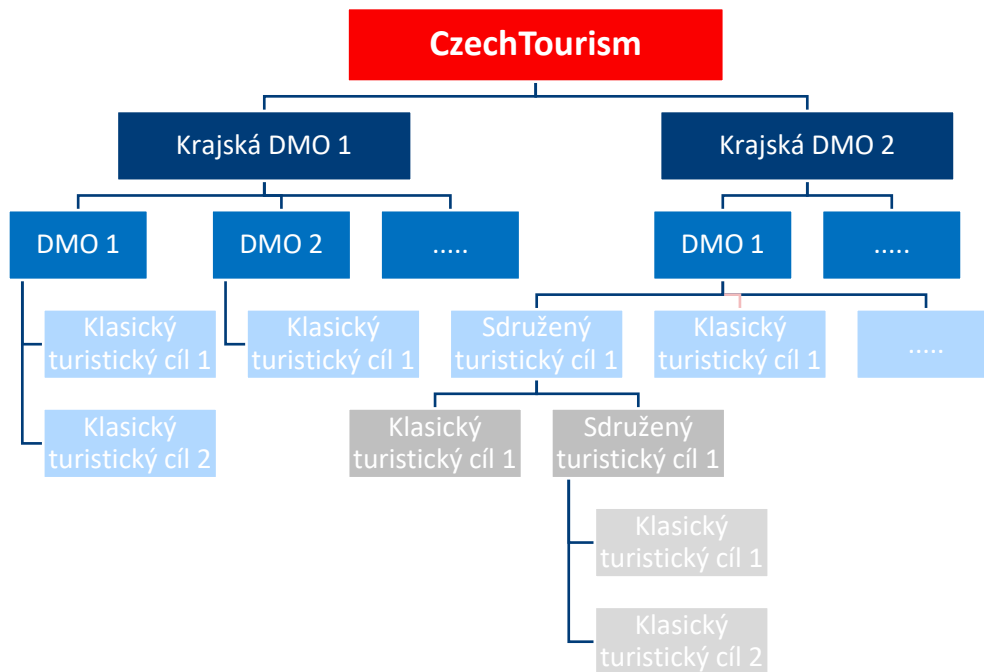 CzechTourism
Krajská DMO 1
Krajská DMO 2
DMO 1
DMO 2
.....
DMO 1
.....
Klasický
turistický cíl 1
Klasický
turistický cíl 1
Sdružený
turistický cíl 1
Klasický
turistický cíl 1
.....
Klasický
turistický cíl 2
Klasický
turistický cíl 1
Sdružený
turistický cíl 1
Klasický
turistický cíl 1
Klasický
turistický cíl 2